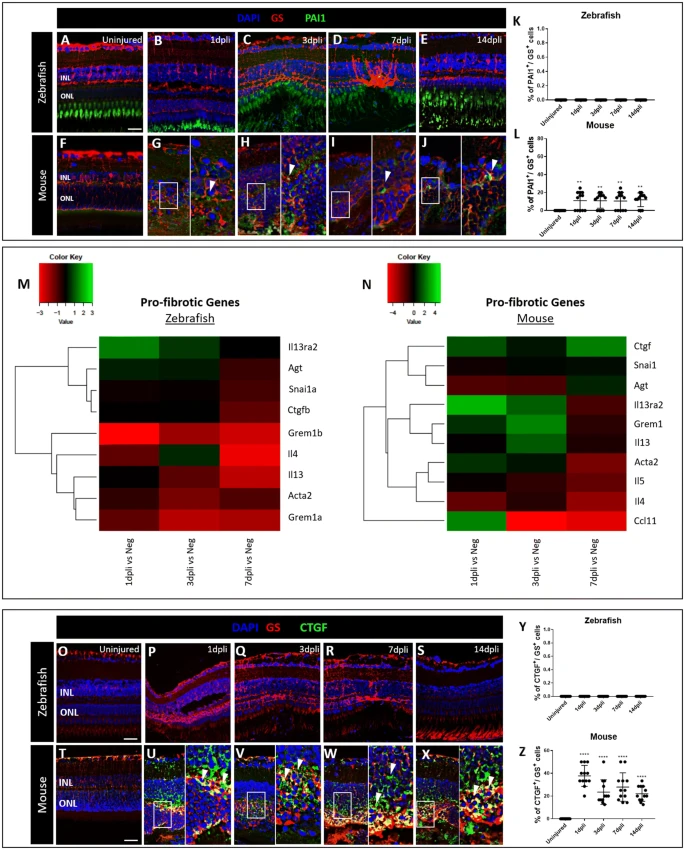 DAPI GS PAI1
A Uninjured B 1dpli C 3dpli D 7dpli E 14dpli
Zebrafish
INL
ONL
F G H I J
Mouse
INL
ONL
K Zebrafish
% of PAI1+/ GS+ cells
1.0
0.8
0.6
0.4
0.2
0.0
Uninjured 1dpli 3dpli 7dpli 14dpli
L Mouse
% of PAI1+/ GS+ cells
80
60
40
20
0
** ** ** **
Uninjured 1dpli 3dpli 7dpli 14dpli
M
Color Key
−3 −1 1 2 3
Value
Pro-fibrotic Genes
Zebrafish
Il13ra2
Agt
Snai1a
Ctgfb
Grem1b
Il4
Il13
Acta2
Grem1a
1dpli vs Neg 3dpli vs Neg 7dpli vs Neg
N
Color Key
−4 −2 0 2 4
Value
Pro-fibrotic Genes
Mouse
Ctgf
Snai1
Agt
Il13ra2
Grem1
Il13
Acta2
Il5
Il4
Ccl11
1dpli vs Neg 3dpli vs Neg 7dpli vs Neg
DAPI GS CTGF
O Uninjured P 1dpli Q 3dpli R 7dpli S 14dpli
Zebrafish
INL
ONL
T U V W X
Mouse
INL
ONL
Y Zebrafish
% of CTGF+/ GS+ cells
1.0
0.8
0.6
0.4
0.2
0.0
Uninjured 1dpli 3dpli 7dpli 14dpli
Z Mouse
% of CTGF+/ GS+ cells
60
40
20
0
**** **** **** ****
Uninjured 1dpli 3dpli 7dpli 14dpli